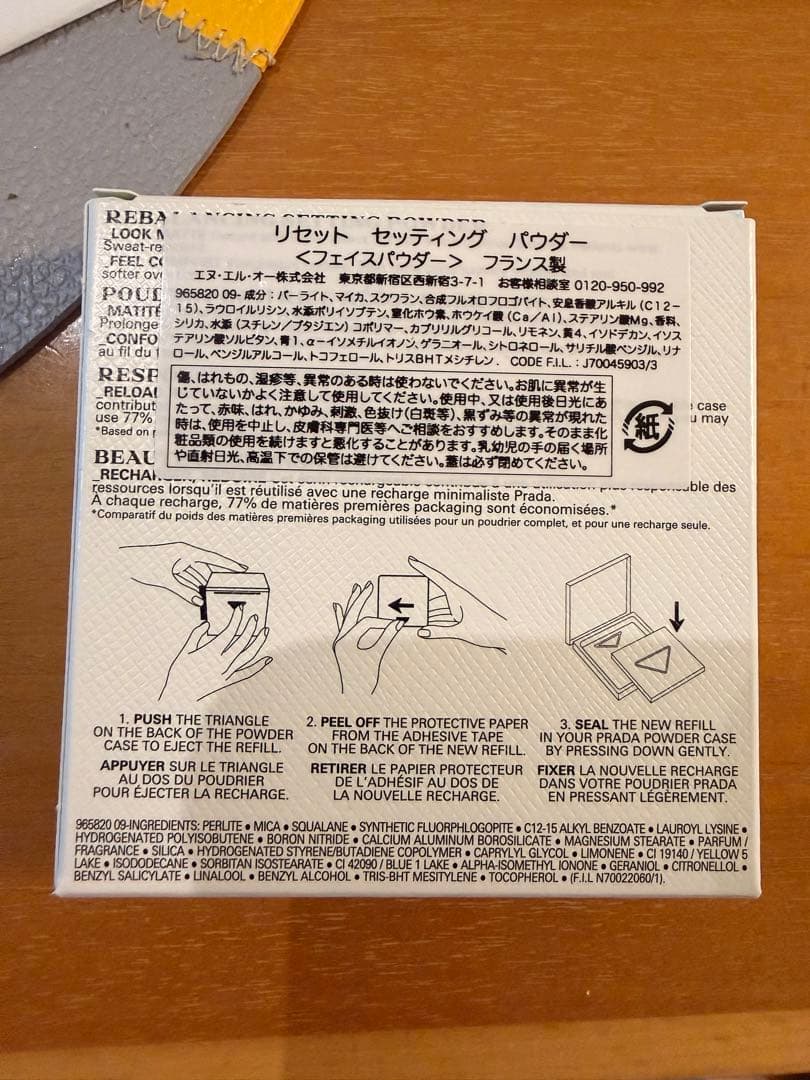 REBALANCING SETTING POWDER
リセット セッティング パウダー
<フェイスパウダー> フランス製
エヌ・エル・オー株式会社 東京都新宿区西新宿3-7-1 お客様相談室 0120-950-992
965820 09- 成分：パーライト、マイカ、スクワラン、合成フルオロフロゴパイト、安息香酸アルキル(C12-
15)、ラウロイルリシン、水添ポリイソブテン、窒化ホウ素、ホウケイ酸(Ca/Al)、ステアリン酸Mg、香料、
シリカ、水添(スチレン/ブタジエン)コポリマー、カプリリルグリコール、リモネン、黄4、イソドデカン、イソス
テアリン酸ソルビタン、青1、α-イソメチルイオノン、ゲラニオール、シトロネロール、サリチル酸ベンジル、リナ
ロール、ベンジルアルコール、トコフェロール、トリスBHTメシチレン. CODE F.I.L. : J70045903/3
傷、はれもの、湿疹等、異常のある時は使わないでください。お肌に異常が生
じていないかよく注意して使用してください。使用中、又は使用後日光にあ
たって、赤味、はれ、かゆみ、刺激、色抜け(白斑等)、黒ずみ等の異常が現れた
時は、使用を中止し、皮膚科専門医等へご相談をおすすめします。そのまま化
粧品類の使用を続けますと悪化することがあります。乳幼児の手の届く場所
や直射日光、高温下での保管は避けてください。蓋は必ず閉めてください。
紙
LOOK
Sweat-re
_FEEL
softer
POU
MATIT
Prolonge
_CONFO
au fil du
RES
_RELOA
contribut
case
use 77%
u may
*Based on
BEAU
_RECHAR
ble des
ressources lorsqu'il est réutilisé avec une recharge minimaliste Prada.
À chaque recharge, 77% de matières premières packaging sont économisées.*
*Comparatif du poids des matières premières packaging utilisées pour un poudrier complet, et pour une recharge seule.
1. PUSH THE TRIANGLE
ON THE BACK OF THE POWDER
CASE TO EJECT THE REFILL.
APPUYER SUR LE TRIANGLE
AU DOS DU POUDRIER
POUR ÉJECTER LA RECHARGE.
2. PEEL OFF THE PROTECTIVE PAPER
FROM THE ADHESIVE TAPE
ON THE BACK OF THE NEW REFILL.
RETIRER LE PAPIER PROTECTEUR
DE L'ADHÉSIF AU DOS DE
LA NOUVELLE RECHARGE.
3. SEAL THE NEW REFILL
IN YOUR PRADA POWDER CASE
BY PRESSING DOWN GENTLY.
FIXER LA NOUVELLE RECHARGE
DANS VOTRE POUDRIER PRADA
EN PRESSANT LÉGÈREMENT.
965820 09-INGREDIENTS: PERLITE • MICA • SQUALANE • SYNTHETIC FLUORPHLOGOPITE • C12-15 ALKYL BENZOATE • LAUROYL LYSINE •
HYDROGENATED POLYISOBUTENE • BORON NITRIDE • CALCIUM ALUMINUM BOROSILICATE • MAGNESIUM STEARATE • PARFUM /
FRAGRANCE • SILICA • HYDROGENATED STYRENE/BUTADIENE COPOLYMER • CAPRYLYL GLYCOL • LIMONENE • CI 19140 / YELLOW 5
LAKE • ISODODECANE • SORBITAN ISOSTEARATE • CI 42090 / BLUE 1 LAKE • ALPHA-ISOMETHYL IONONE • GERANIOL • CITRONELLOL •
BENZYL SALICYLATE • LINALOOL • BENZYL ALCOHOL • TRIS-BHT MESITYLENE • TOCOPHEROL • (F.I.L N70022060/1).